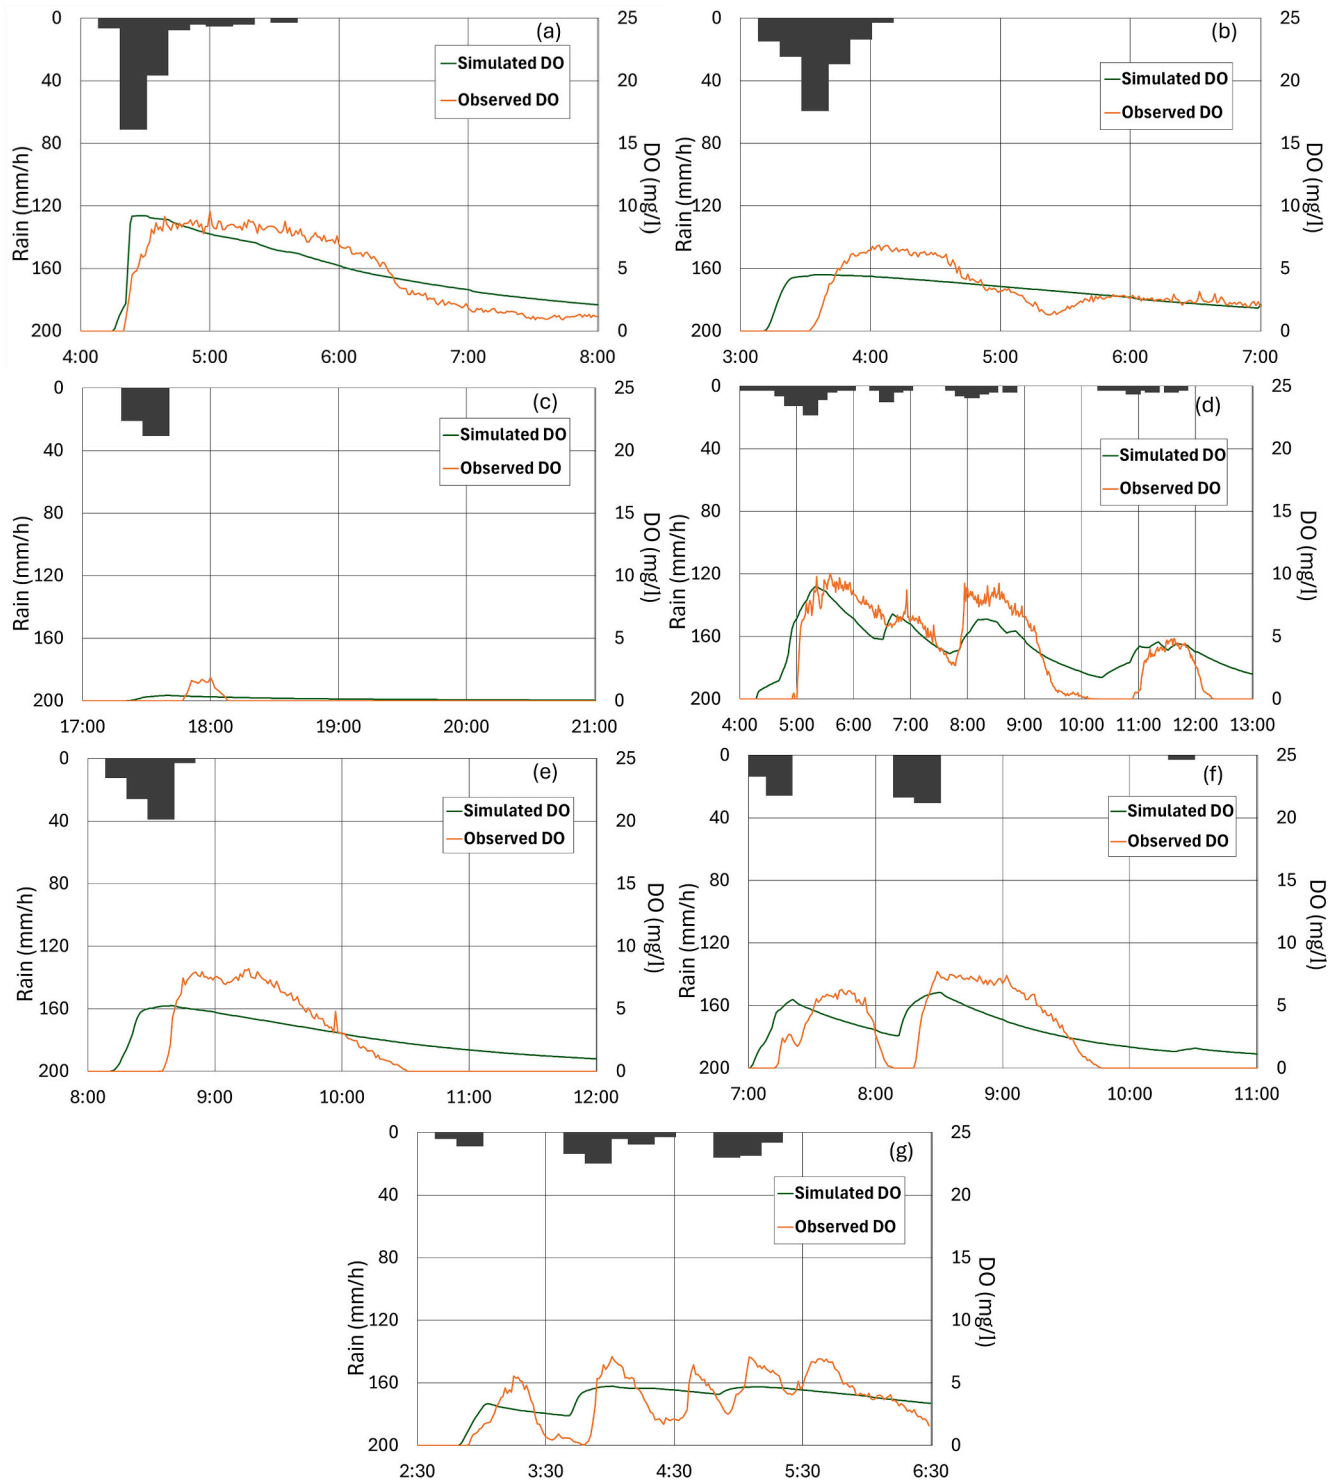 0 (a) 25
Simulated DO
40 20
Observed DO
80 15
Rain (mm/h) DO (mg/l)
120 10
160 5
200 0
4:00 5:00 6:00 7:00 8:00
0 (b) 25
Simulated DO
40 20
Observed DO
80 15
Rain (mm/h) DO (mg/l)
120 10
160 5
200 0
3:00 4:00 5:00 6:00 7:00
0 (c) 25
Simulated DO
40 20
Observed DO
80 15
Rain (mm/h) DO (mg/l)
120 10
160 5
200 0
17:00 18:00 19:00 20:00 21:00
0 (d) 25
Simulated DO
40 20
Observed DO
80 15
Rain (mm/h) DO (mg/l)
120 10
160 5
200 0
4:00 5:00 6:00 7:00 8:00 9:00 10:00 11:00 12:00 13:00
0 (e) 25
Simulated DO
40 20
Observed DO
80 15
Rain (mm/h) DO (mg/l)
120 10
160 5
200 0
8:00 9:00 10:00 11:00 12:00
0 (f) 25
Simulated DO
40 20
Observed DO
80 15
Rain (mm/h) DO (mg/l)
120 10
160 5
200 0
7:00 8:00 9:00 10:00 11:00
0 (g) 25
Simulated DO
40 20
Observed DO
80 15
Rain (mm/h) DO (mg/l)
120 10
160 5
200 0
2:30 3:30 4:30 5:30 6:30